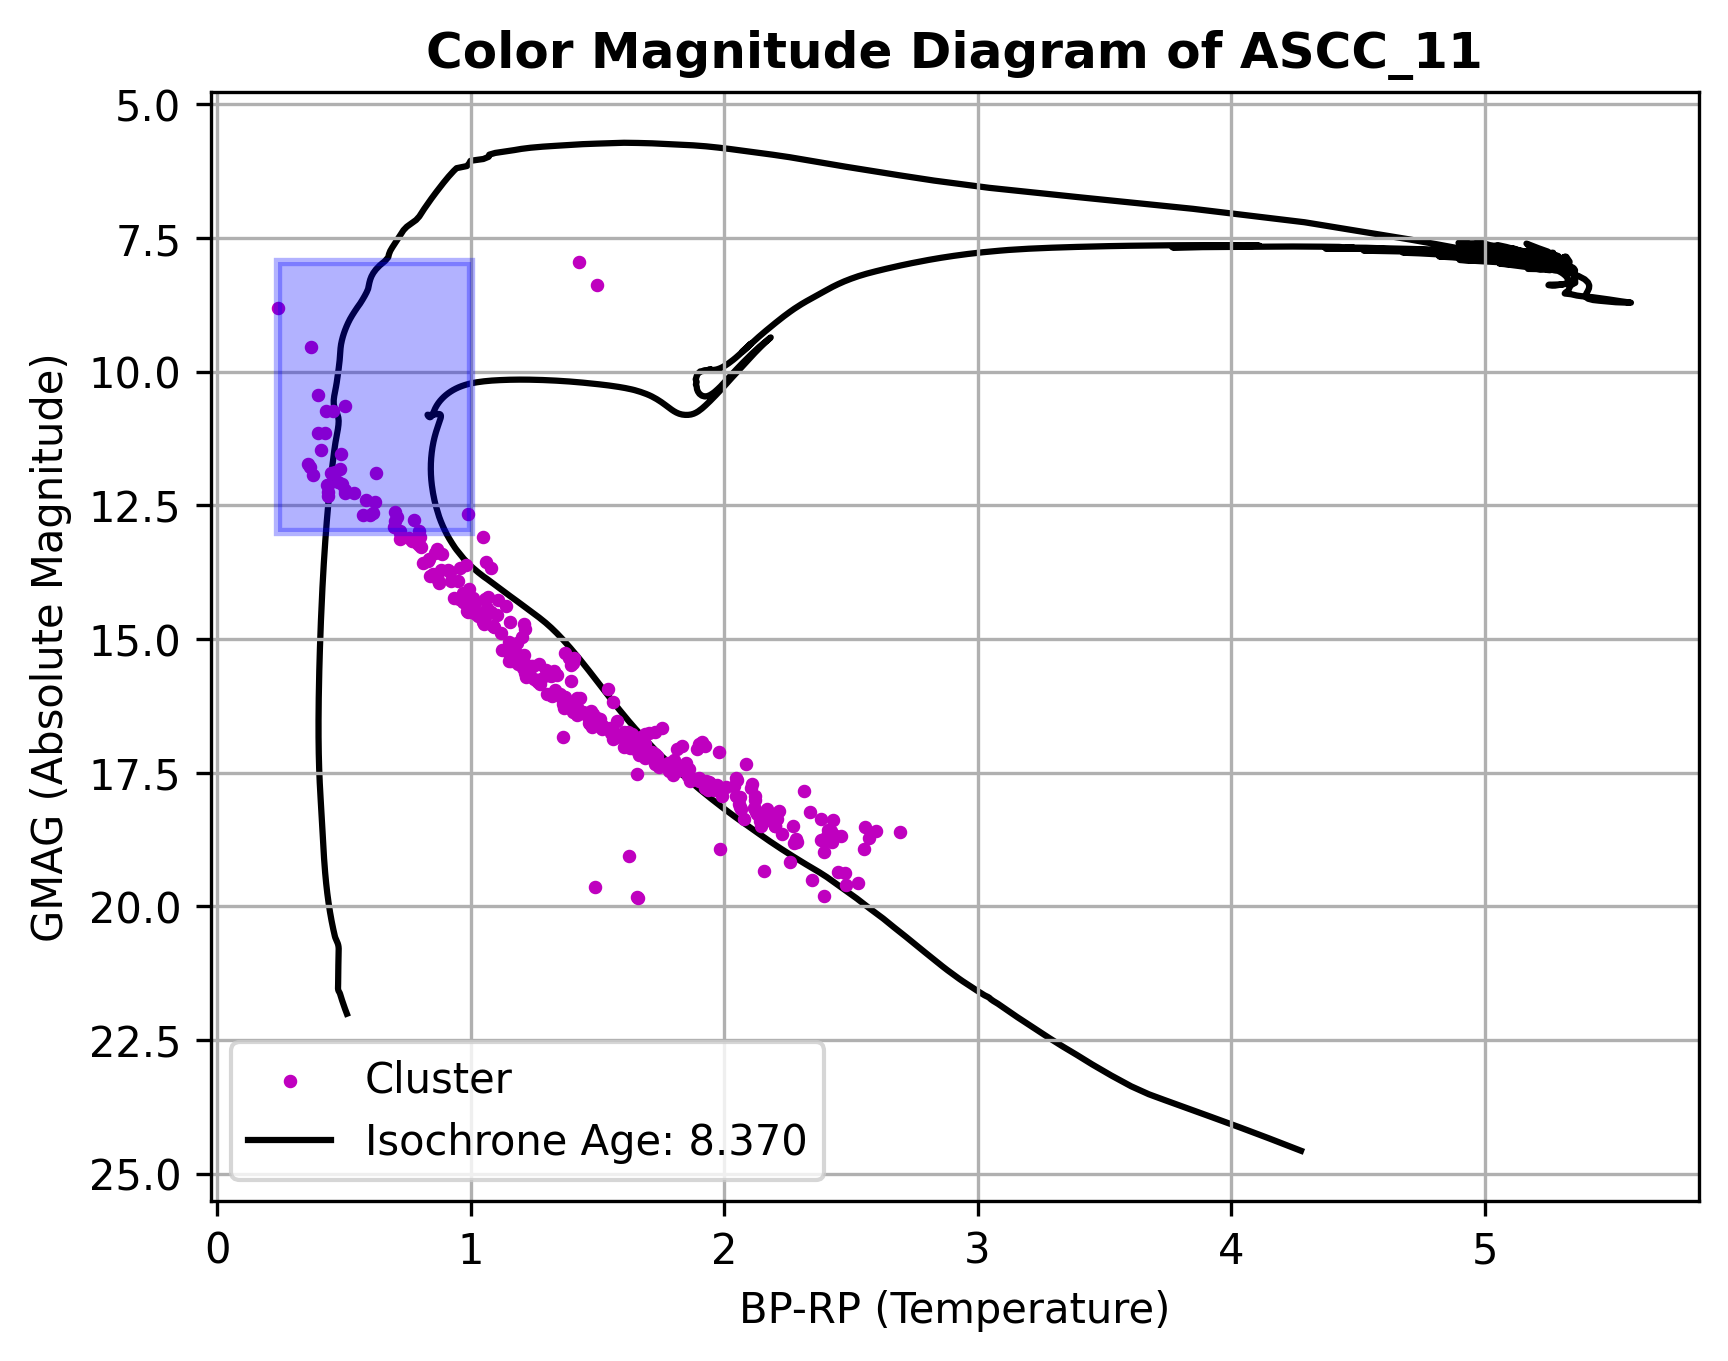 Color Magnitude Diagram of ASCC_11
5.0
7.5
10.0
12.5
15.0
17.5
20.0
22.5
25.0
GMAG (Absolute Magnitude)
Cluster
Isochrone Age: 8.370
0 1 2 3 4 5
BP-RP (Temperature)